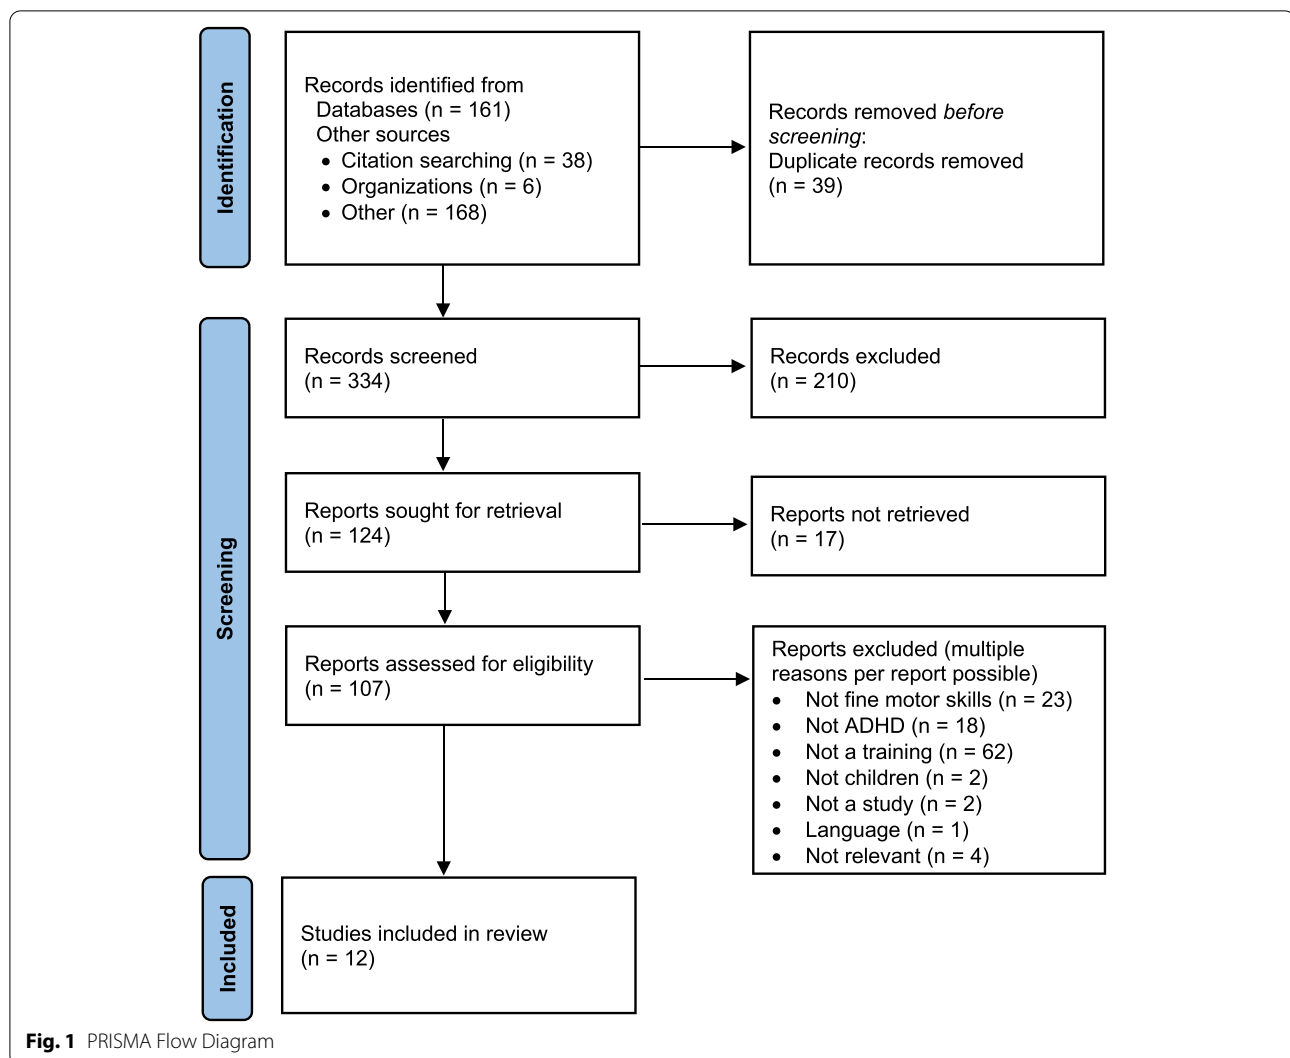 Identification
Records identified from
Databases (n = 161)
Other sources
• Citation searching (n = 38)
• Organizations (n = 6)
• Other (n = 168)
Records removed before
screening:
Duplicate records removed
(n = 39)
Screening
Records screened
(n = 334)
Records excluded
(n = 210)
Reports sought for retrieval
(n = 124)
Reports not retrieved
(n = 17)
Reports assessed for eligibility
(n = 107)
Reports excluded (multiple
reasons per report possible)
• Not fine motor skills (n = 23)
• Not ADHD (n = 18)
• Not a training (n = 62)
• Not children (n = 2)
• Not a study (n = 2)
• Language (n = 1)
• Not relevant (n = 4)
Included
Studies included in review
(n = 12)
Fig. 1 PRISMA Flow Diagram